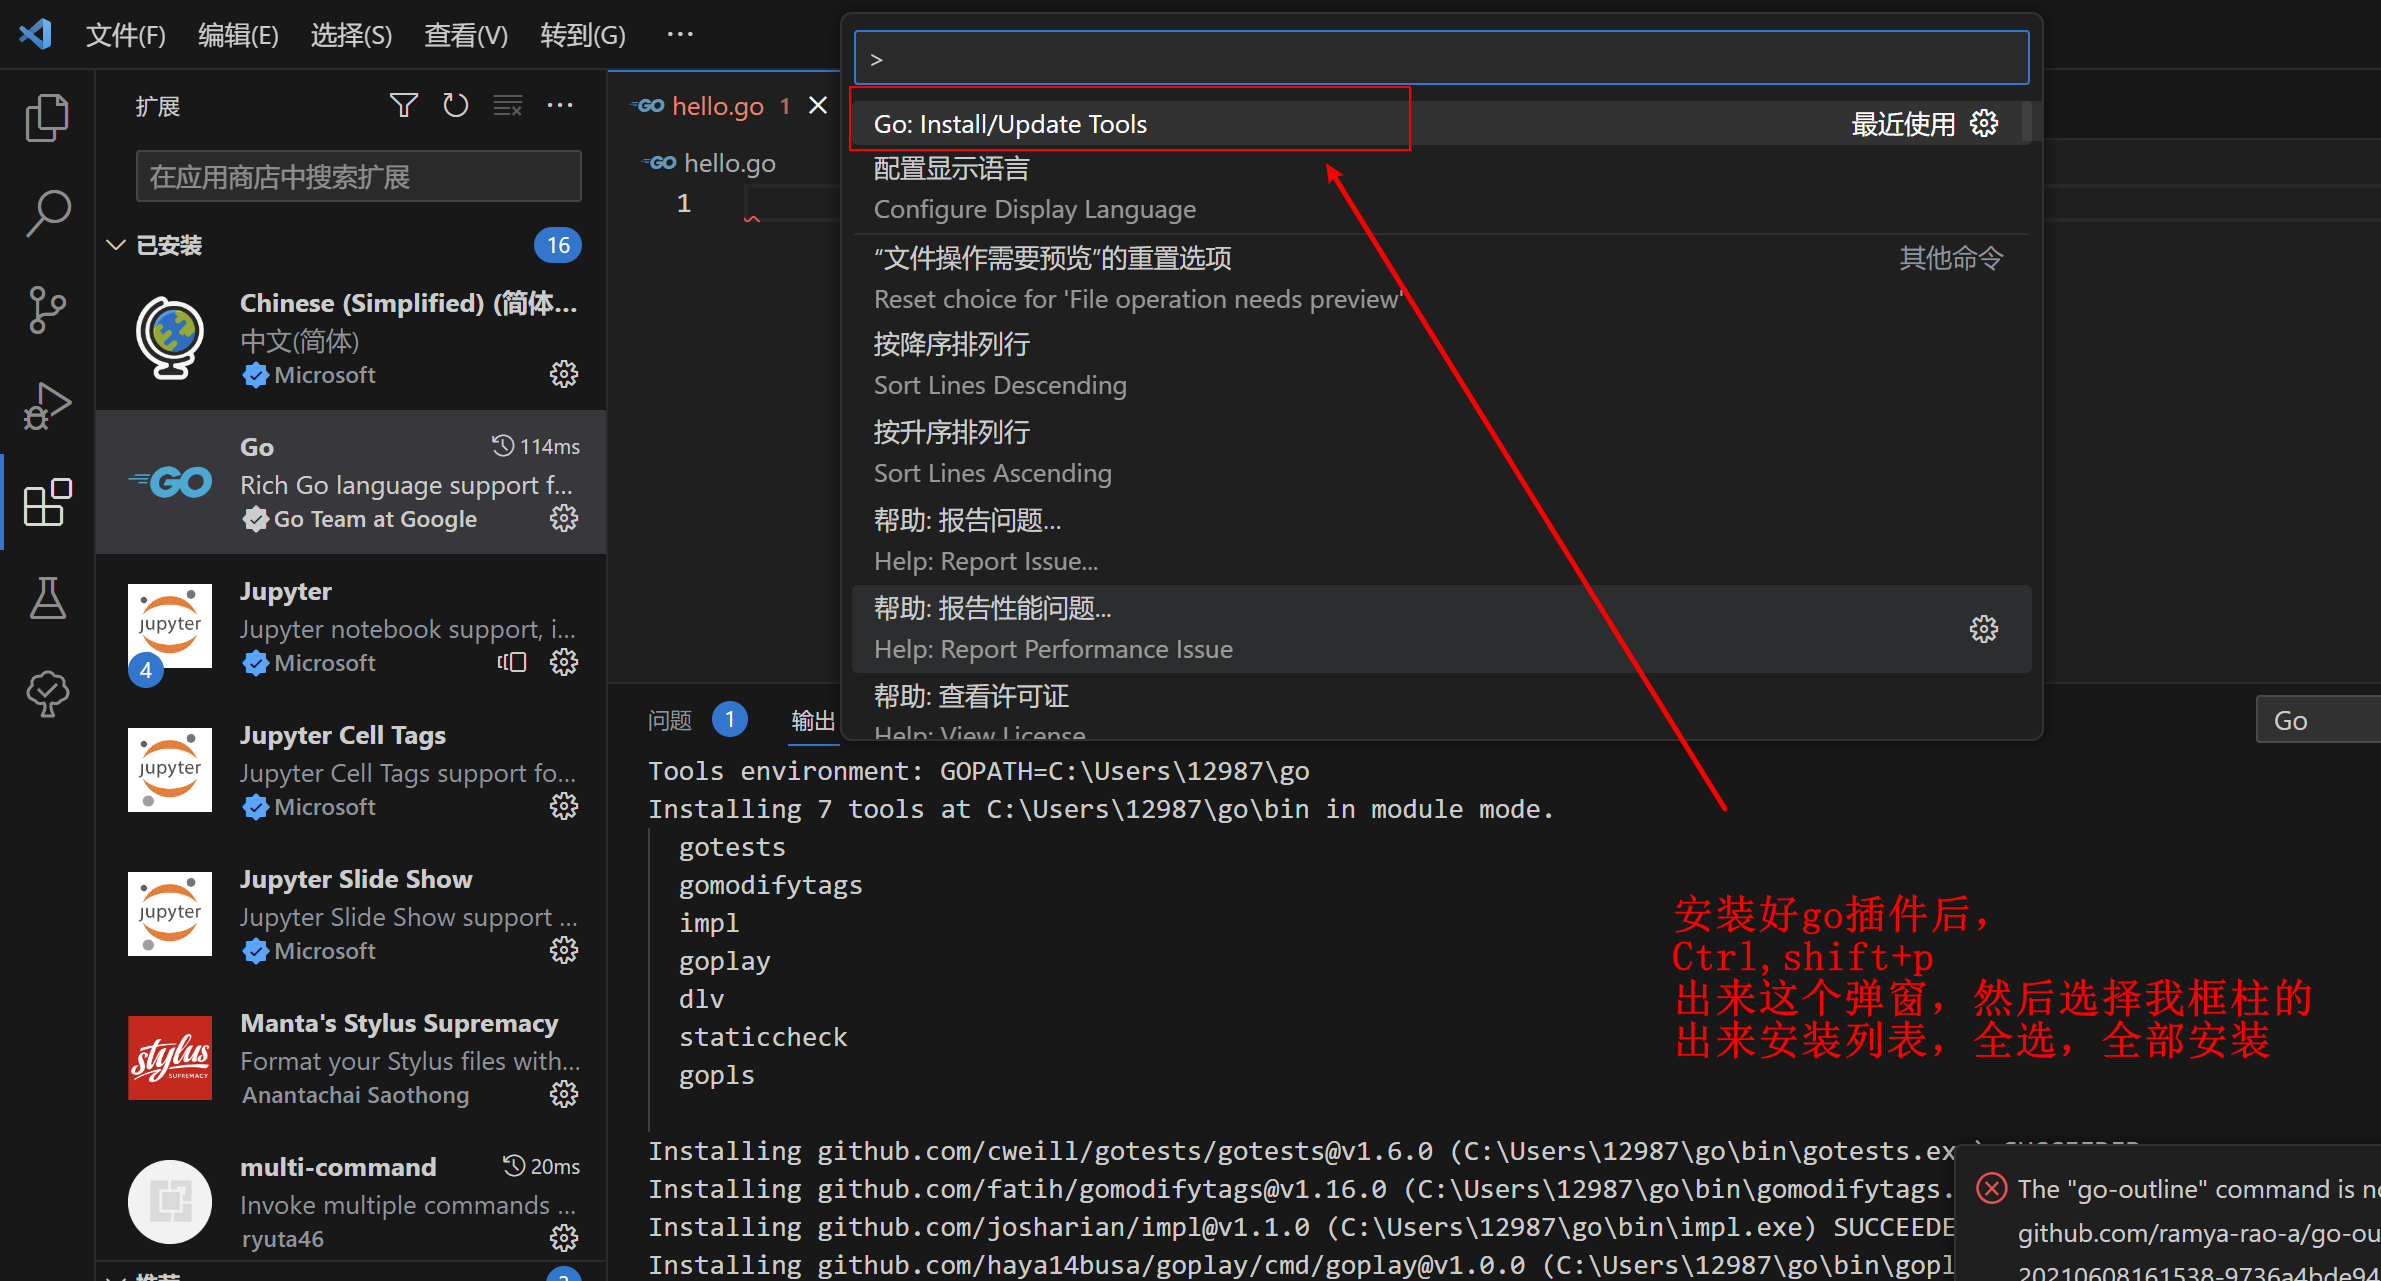 文件(F) 编辑(E) 选择(S) 查看(V) 转到(G) ···
>
扩展
在应用商店中搜索扩展
已安装 16
Chinese (Simplified) (简体...
中文(简体)
Microsoft
Go 114ms
Rich Go language support f...
Go Team at Google
Jupyter
Jupyter notebook support, i...
Microsoft
4
Jupyter Cell Tags
Jupyter Cell Tags support fo...
Microsoft
Jupyter Slide Show
Jupyter Slide Show support ...
Microsoft
Manta's Stylus Supremacy
Format your Stylus files with...
Anantachai Saothong
multi-command 20ms
Invoke multiple commands ...
ryuta46
推荐
GO hello.go 1
GO hello.go
1
Go: Install/Update Tools 最近使用
配置显示语言
Configure Display Language
“文件操作需要预览”的重置选项 其他命令
Reset choice for 'File operation needs preview'
按降序排列行
Sort Lines Descending
按升序排列行
Sort Lines Ascending
帮助: 报告问题...
Help: Report Issue...
帮助: 报告性能问题...
Help: Report Performance Issue
帮助: 查看许可证
Help: View License
问题 1 输出
Go
Tools environment: GOPATH=C:\Users\12987\go
Installing 7 tools at C:\Users\12987\go\bin in module mode.
gotests
gomodifytags
impl
goplay
dlv
staticcheck
gopls
安装好go插件后，
Ctrl,shift+p
出来这个弹窗，然后选择我框柱的
出来安装列表，全选，全部安装
Installing github.com/cweill/gotests/gotests@v1.6.0 (C:\Users\12987\go\bin\gotests.ex
Installing github.com/fatih/gomodifytags@v1.16.0 (C:\Users\12987\go\bin\gomodifytags.
Installing github.com/josharian/impl@v1.1.0 (C:\Users\12987\go\bin\impl.exe) SUCCEEDE
Installing github.com/haya14busa/goplay/cmd/goplay@v1.0.0 (C:\Users\12987\go\bin\gopl
The "go-outline" command is no
github.com/ramya-rao-a/go-ou
20210608161538-9736a4bde94